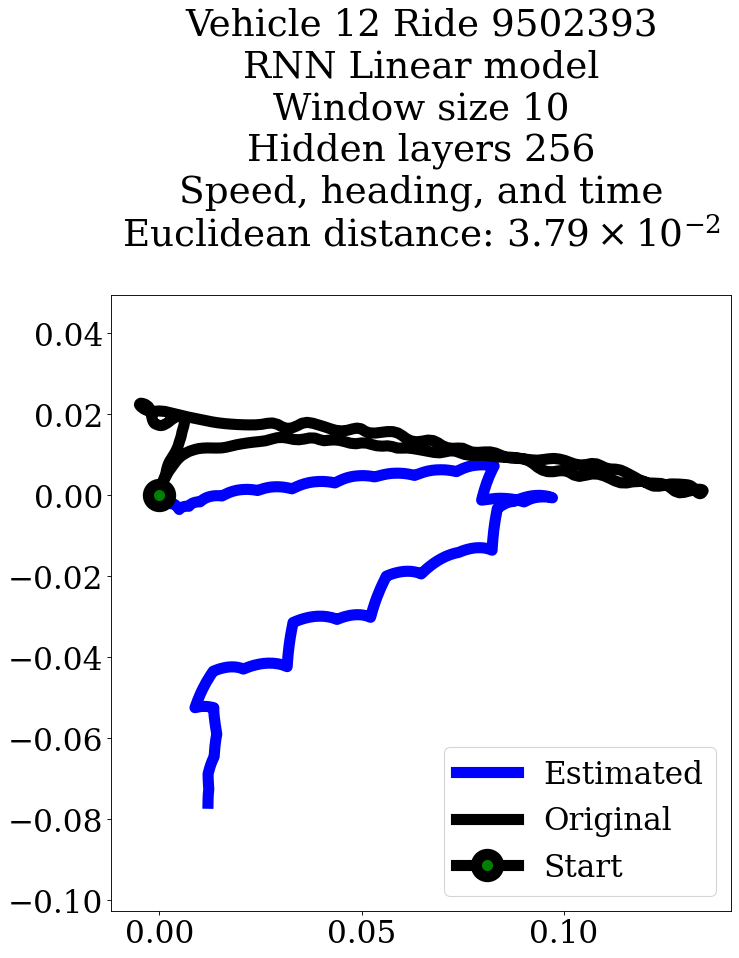 Vehicle 12 Ride 9502393
RNN Linear model
Window size 10
Hidden layers 256
Speed, heading, and time
Euclidean distance: 3.79 × 10⁻²
0.04
0.02
0.00
−0.02
−0.04
−0.06
−0.08
−0.10
0.00 0.05 0.10
Estimated
Original
Start